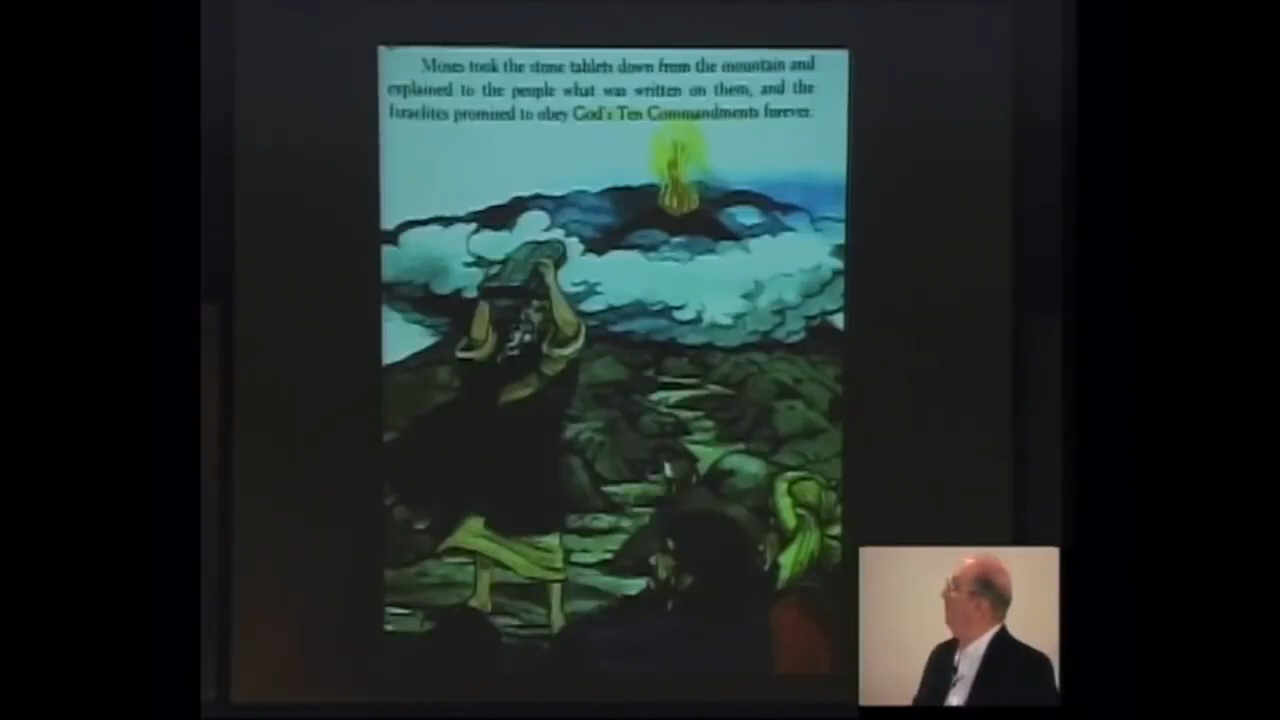 Moses took the stone tablets down from the mountain and
explained to the people what was written on them, and the
Israelites promised to obey God's Ten Commandments forever.